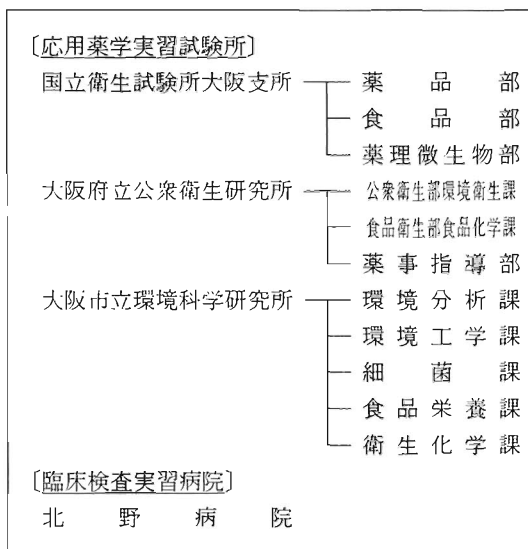 〔応用薬学実習試験所〕
国立衛生試験所大阪支所 薬品部
食品部
薬理微生物部
大阪府立公衆衛生研究所 公衆衛生部環境衛生課
食品衛生部食品化学課
薬事指導部
大阪市立環境科学研究所 環境分析課
環境工学課
細菌課
食品栄養課
衛生化学課
〔臨床検査実習病院〕
北野病院